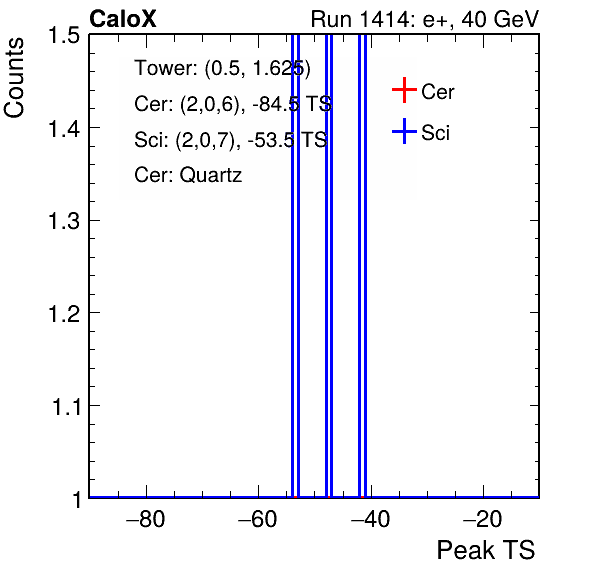 CaloX Run 1414: e+, 40 GeV
Counts
1.5
Tower: (0.5, 1.625)
Cer: (2,0,6), -84.5 TS
Sci: (2,0,7), -53.5 TS
Cer: Quartz
Cer
Sci
1.4
1.3
1.2
1.1
1
−80 −60 −40 −20
Peak TS